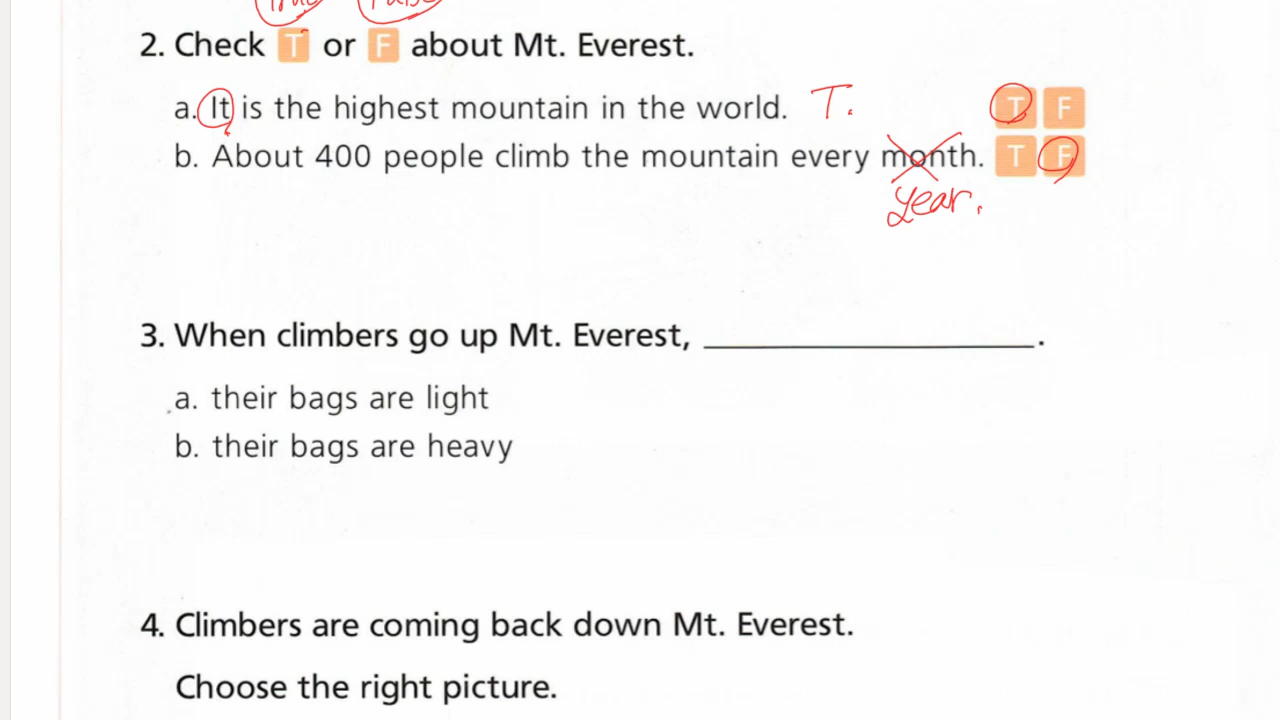 2. Check T or F about Mt. Everest.
a. It is the highest mountain in the world. T. T F
b. About 400 people climb the mountain every month. T F
year.
3. When climbers go up Mt. Everest, ____________________.
a. their bags are light
b. their bags are heavy
4. Climbers are coming back down Mt. Everest.
Choose the right picture.